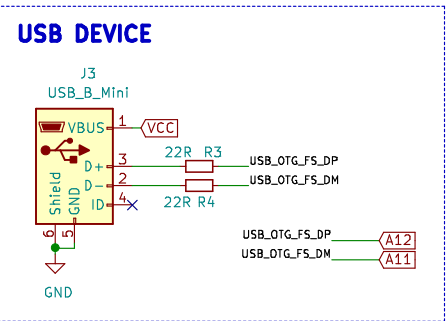 USB DEVICE
J3
USB_B_Mini
VBUS 1 VCC
22R R3
D+ 3 USB_OTG_FS_DP
D- 2 USB_OTG_FS_DM
ID 4
22R R4
Shield
GND
6 5
USB_OTG_FS_DP A12
USB_OTG_FS_DM A11
GND